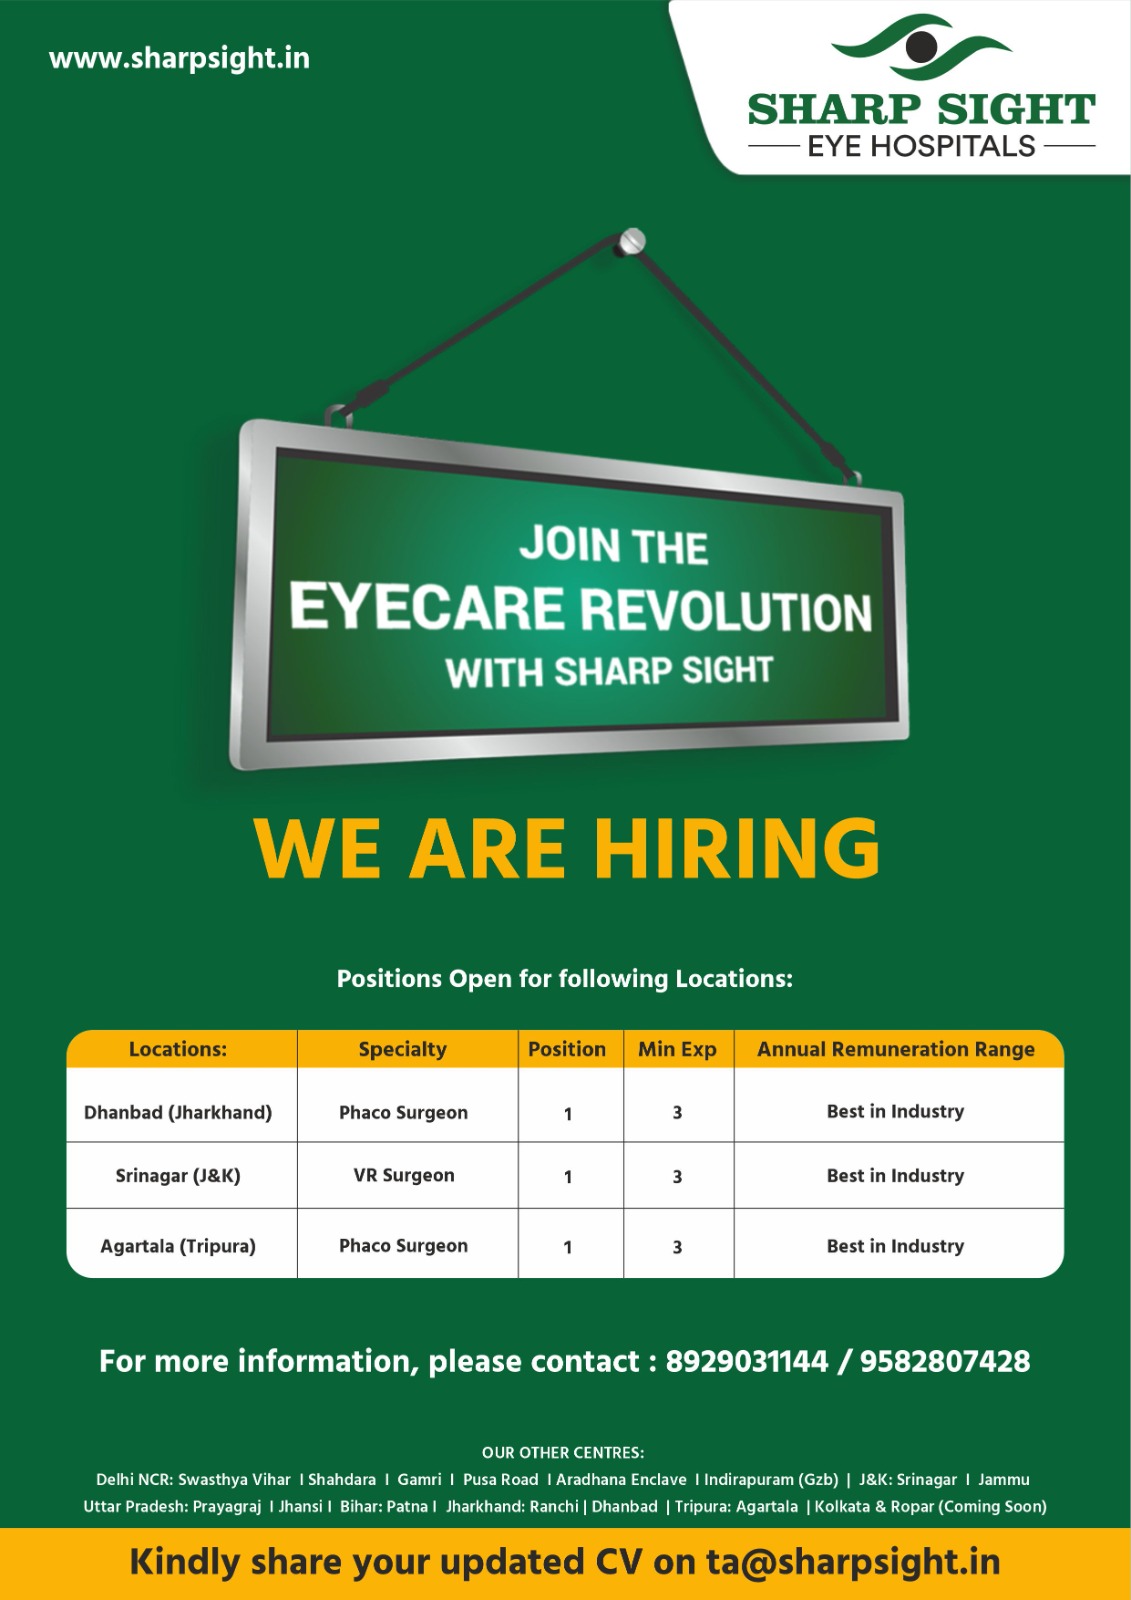 www.sharpsight.in
SHARP SIGHT
EYE HOSPITALS
JOIN THE
EYECARE REVOLUTION
WITH SHARP SIGHT
WE ARE HIRING
Positions Open for following Locations:
Locations: Specialty Position Min Exp Annual Remuneration Range
Dhanbad (Jharkhand) Phaco Surgeon 1 3 Best in Industry
Srinagar (J&K) VR Surgeon 1 3 Best in Industry
Agartala (Tripura) Phaco Surgeon 1 3 Best in Industry
For more information, please contact : 8929031144 / 9582807428
OUR OTHER CENTRES:
Delhi NCR: Swasthya Vihar I Shahdara I Gamri I Pusa Road I Aradhana Enclave I Indirapuram (Gzb) | J&K: Srinagar I Jammu
Uttar Pradesh: Prayagraj I Jhansi I Bihar: Patna I Jharkhand: Ranchi | Dhanbad | Tripura: Agartala | Kolkata & Ropar (Coming Soon)
Kindly share your updated CV on ta@sharpsight.in